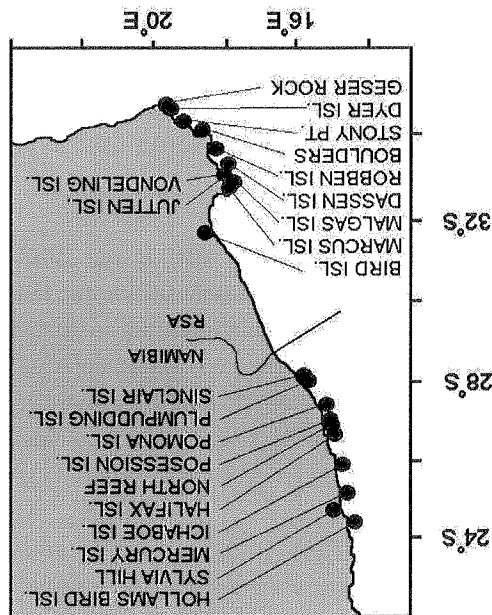 HOLLAMS BIRD ISL.
SYLVIA HILL
MERCURY ISL.
24°S
ICHABOE ISL.
HALIFAX ISL.
NORTH REEF
POSESSION ISL.
POMONA ISL.
PLUMPUDDING ISL.
SINCLAIR ISL.
28°S
NAMIBIA
RSA
BIRD ISL.
MARCUS ISL.
32°S
MALGAS ISL.
JUTTEN ISL.
DASSEN ISL.
VONDELING ISL.
ROBBEN ISL.
BOULDERS
STONY PT.
DYER ISL.
GESER ROCK
16°E
20°E